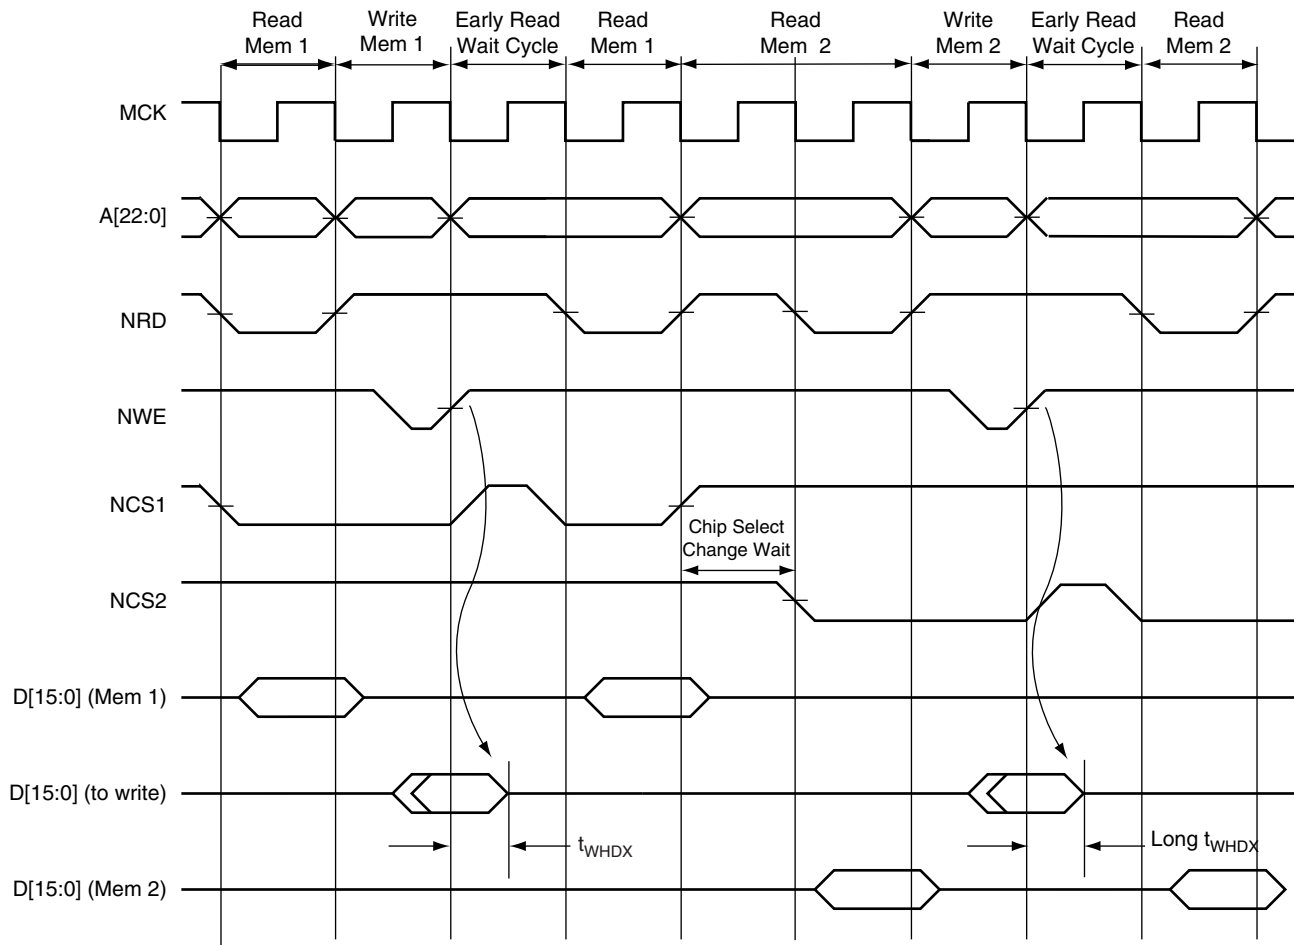 Read
Mem 1
Write
Mem 1
Early Read
Wait Cycle
Read
Mem 1
Read
Mem 2
Write
Mem 2
Early Read
Wait Cycle
Read
Mem 2
MCK
A[22:0]
NRD
NWE
NCS1
Chip Select
Change Wait
NCS2
D[15:0] (Mem 1)
D[15:0] (to write)
tWHDX
Long tWHDX
D[15:0] (Mem 2)